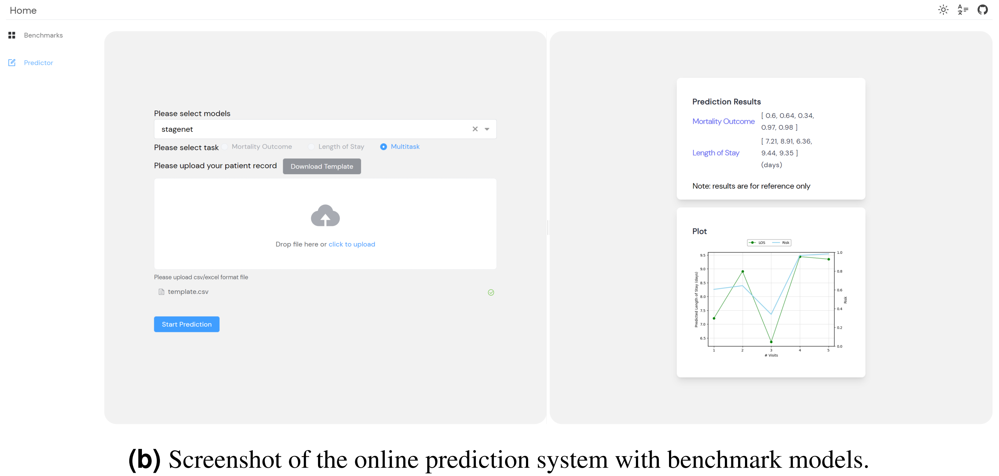 Home
Benchmarks
Predictor
Please select models
stagenet
Please select task Mortality Outcome Length of Stay Multitask
Please upload your patient record Download Template
Drop file here or click to upload
Please upload csv/excel format file
template.csv
Start Prediction
Prediction Results
Mortality Outcome [ 0.6, 0.64, 0.34,
0.97, 0.98 ]
Length of Stay [ 7.21, 8.91, 6.36,
9.44, 9.35 ]
(days)
Note: results are for reference only
Plot
LOS Risk
Predicted Length of Stay (days)
9.5
9.0
8.5
8.0
7.5
7.0
6.5
1.0
0.8
0.6
0.4
0.2
0.0
Risk
1 2 3 4 5
# Visits
(b) Screenshot of the online prediction system with benchmark models.